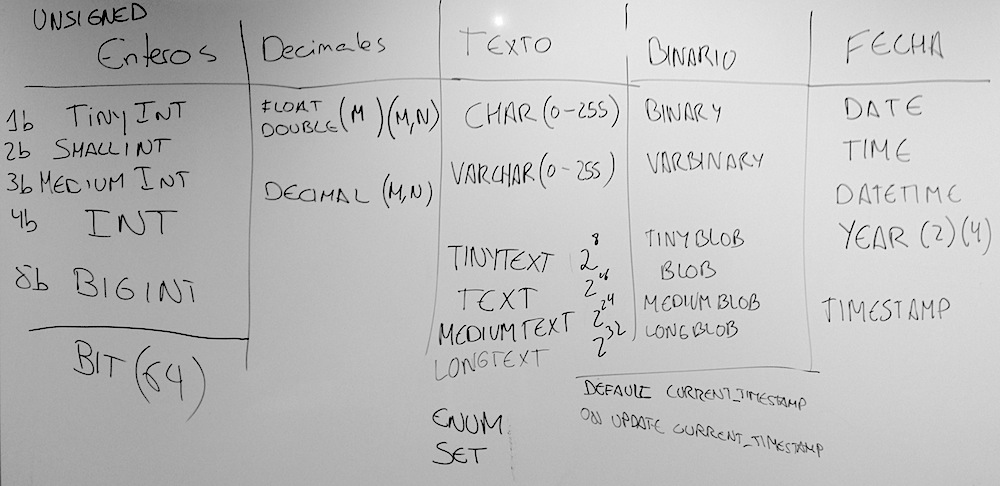 UNSIGNED
Enteros
1b TinyINT
2b SMALLINT
3b MEDIUM INT
4b INT
8b BIGINT
BIT (64)
Decimales
FLOAT
DOUBLE (M) (M,N)
DECIMAL (M,N)
TEXTO
CHAR (0-255)
VARCHAR (0-255)
TINYTEXT 2^8
TEXT 2^16
MEDIUMTEXT 2^24
LONGTEXT 2^32
ENUM
SET
BINARIO
BINARY
VARBINARY
TINYBLOB
BLOB
MEDIUMBLOB
LONGBLOB
DEFAULT CURRENT_TIMESTAMP
ON UPDATE CURRENT_TIMESTAMP
FECHA
DATE
TIME
DATETIME
YEAR (2) (4)
TIMESTAMP